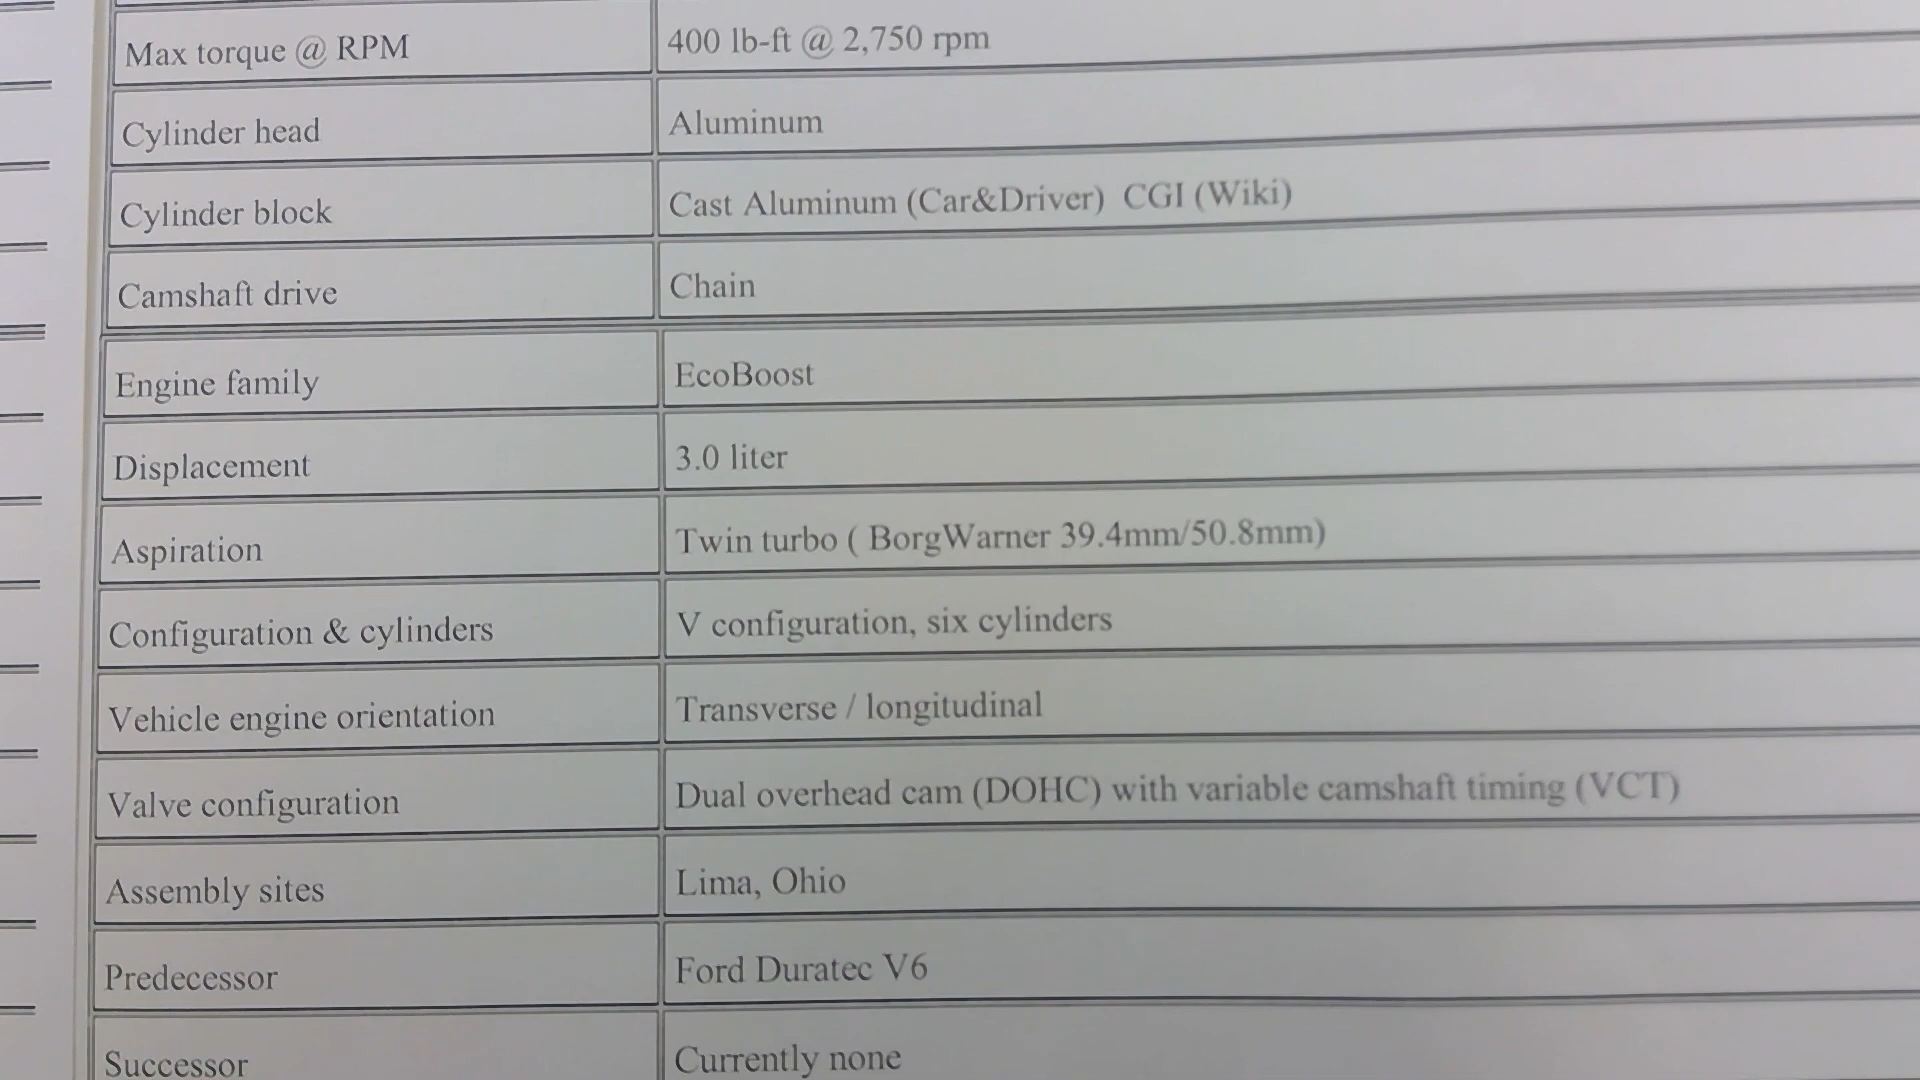 Max torque @ RPM 400 lb-ft @ 2,750 rpm
Cylinder head Aluminum
Cylinder block Cast Aluminum (Car&Driver) CGI (Wiki)
Camshaft drive Chain
Engine family EcoBoost
Displacement 3.0 liter
Aspiration Twin turbo ( BorgWarner 39.4mm/50.8mm)
Configuration & cylinders V configuration, six cylinders
Vehicle engine orientation Transverse / longitudinal
Valve configuration Dual overhead cam (DOHC) with variable camshaft timing (VCT)
Assembly sites Lima, Ohio
Predecessor Ford Duratec V6
Successor Currently none